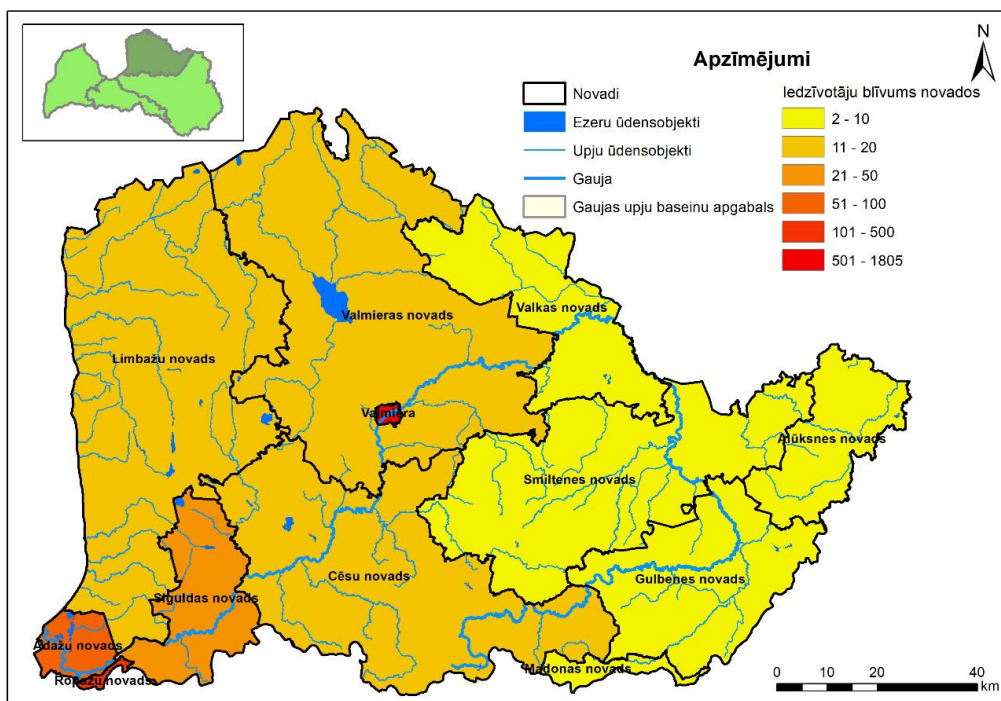 Apzīmējumi
N
Novadi
Ezeru ūdensobjekti
Upju ūdensobjekti
Gauja
Gaujas upju baseinu apgabals
Iedzīvotāju blīvums novados
2 - 10
11 - 20
21 - 50
51 - 100
101 - 500
501 - 1805
Valkas novads
Valmieras novads
Limbažu novads
Valmiera
Alūksnes novads
Smiltenes novads
Cēsu novads
Gulbenes novads
Siguldas novads
Ādažu novads
Madonas novads
Ropažu novads
0 10 20 40
km